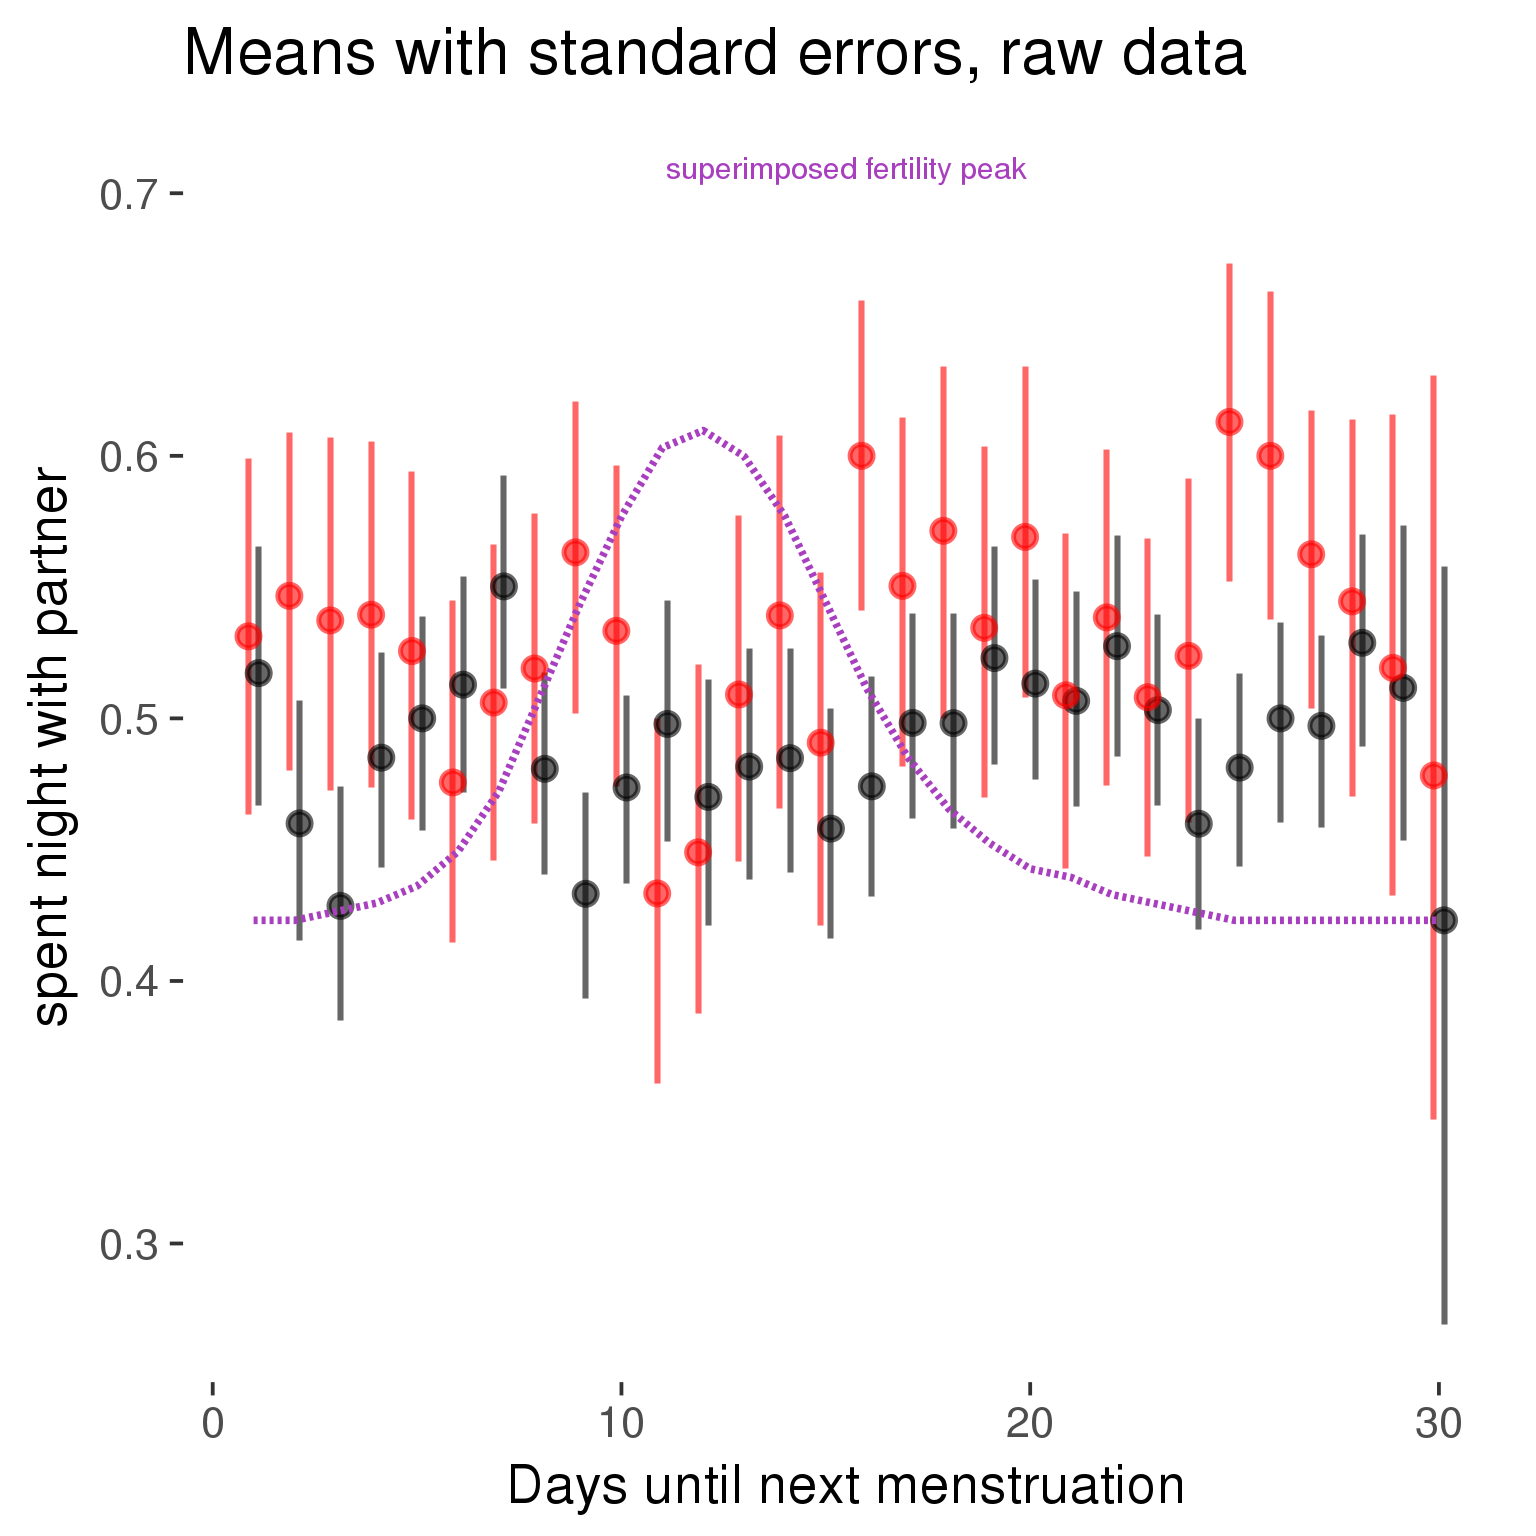 Means with standard errors, raw data
superimposed fertility peak
0.7
0.6
0.5
0.4
0.3
spent night with partner
0 10 20 30
Days until next menstruation